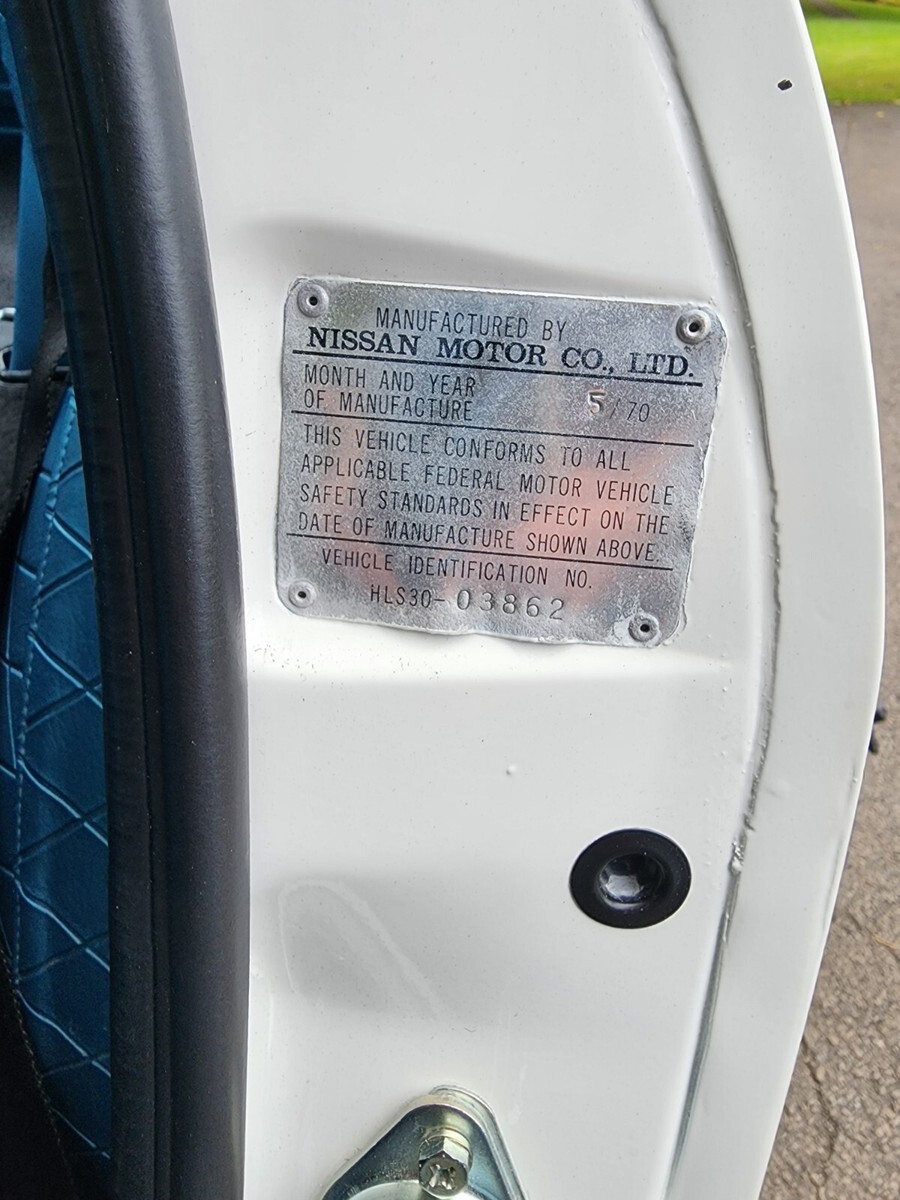 MANUFACTURED BY
NISSAN MOTOR CO., LTD.
MONTH AND YEAR
OF MANUFACTURE 5/70
THIS VEHICLE CONFORMS TO ALL
APPLICABLE FEDERAL MOTOR VEHICLE
SAFETY STANDARDS IN EFFECT ON THE
DATE OF MANUFACTURE SHOWN ABOVE.
VEHICLE IDENTIFICATION NO.
HLS30-03862